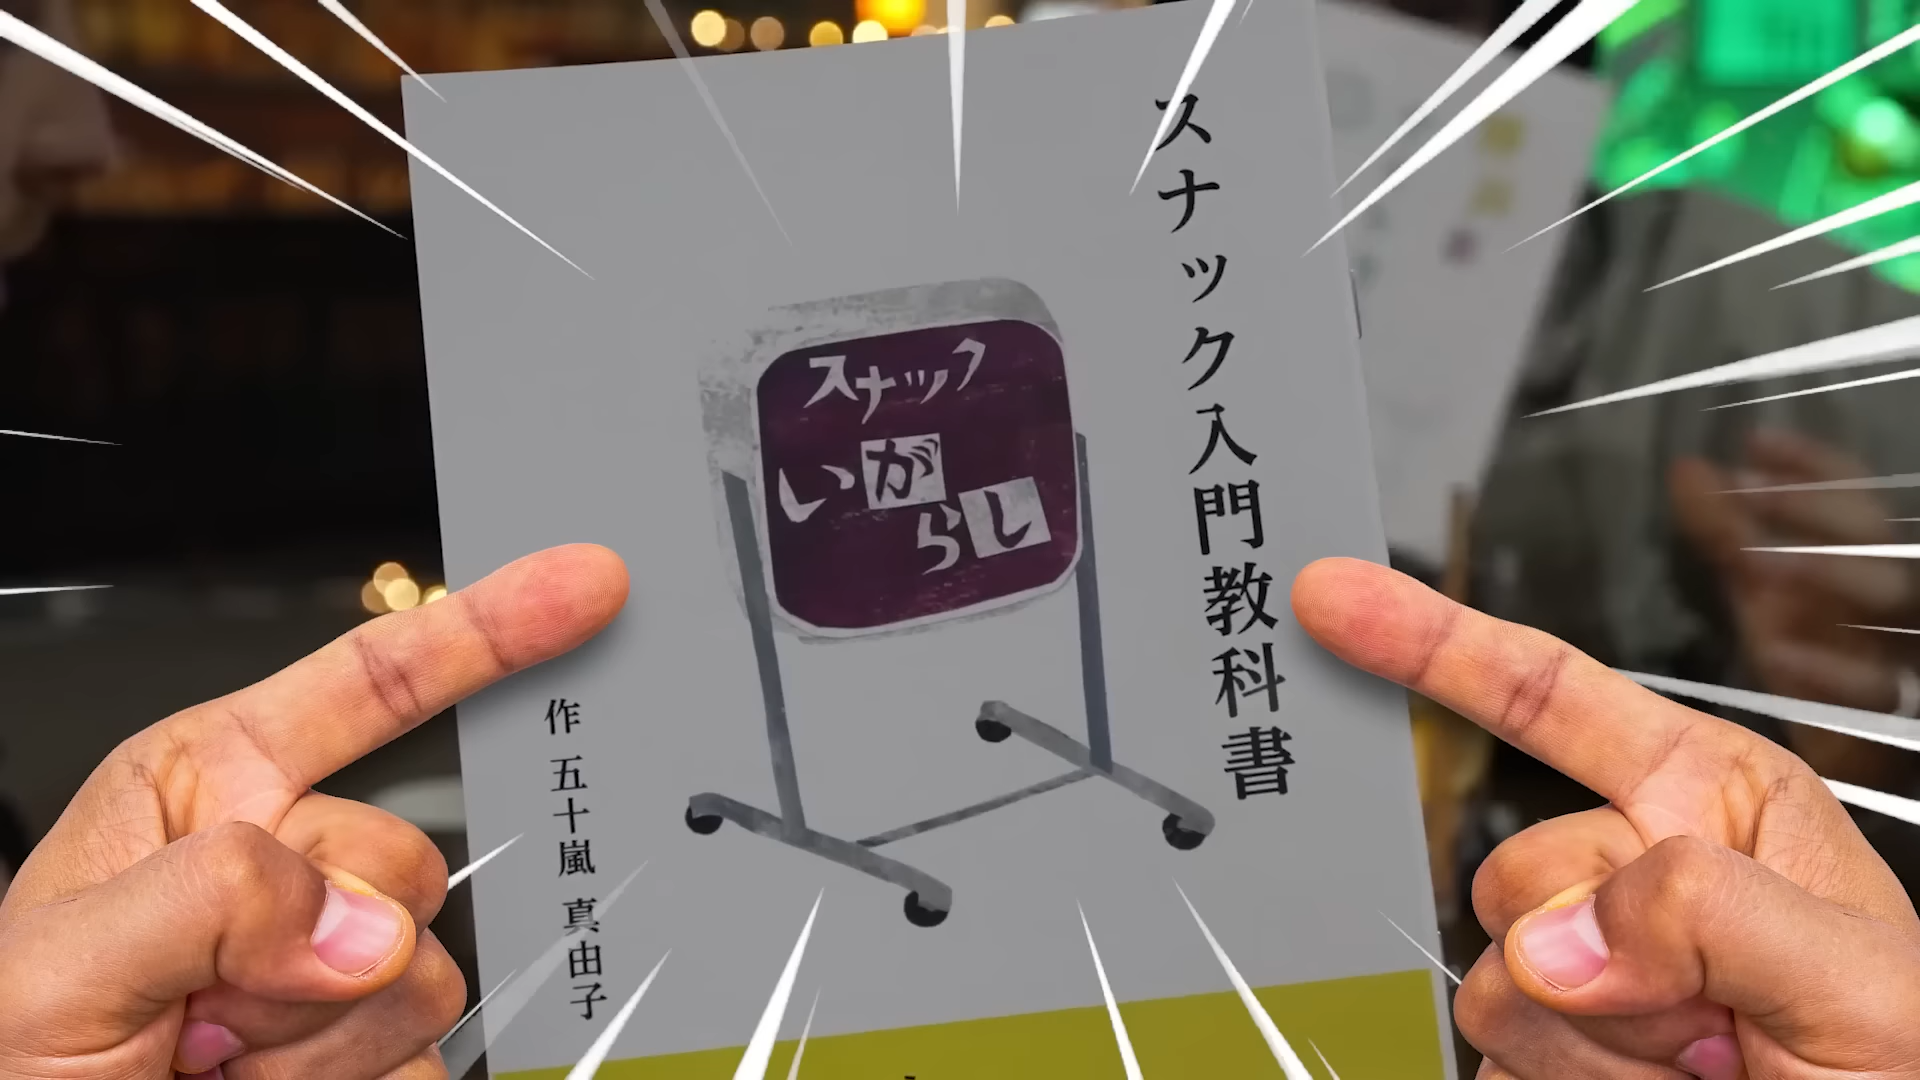 スナック入門教科書
スナック
いがらし
作 五十嵐 真由子